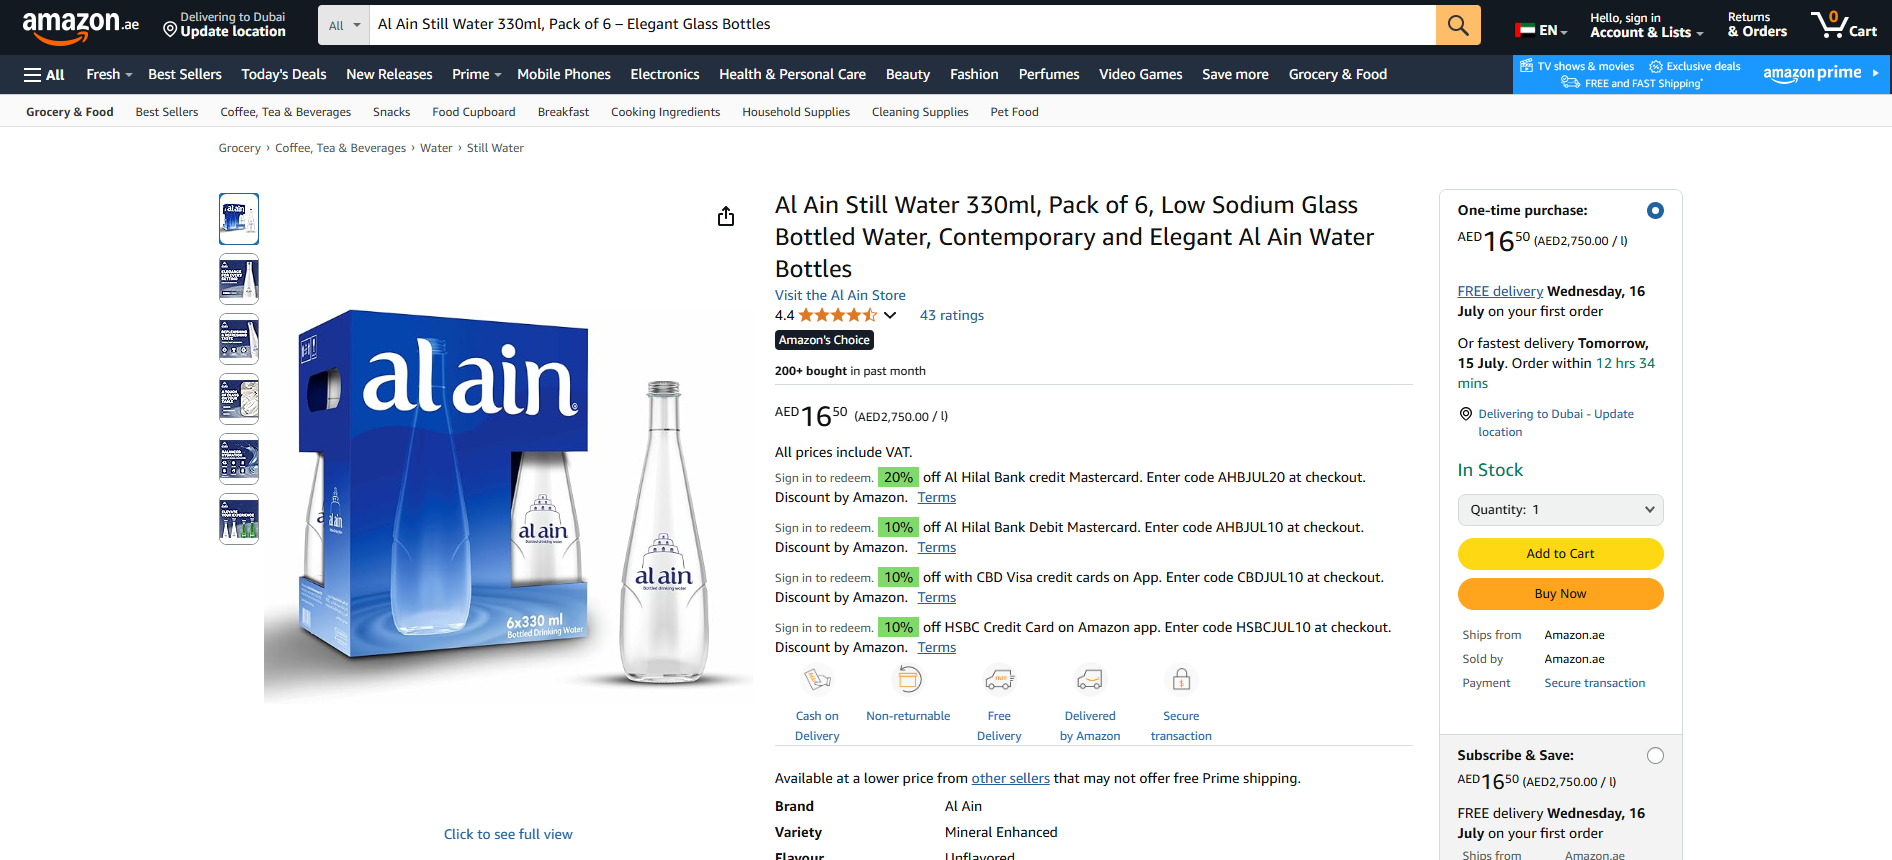 amazon.ae
Delivering to Dubai
Update location
All
Al Ain Still Water 330ml, Pack of 6 – Elegant Glass Bottles
EN
Hello, sign in
Account & Lists
Returns
& Orders
0
Cart
All
Fresh
Best Sellers
Today's Deals
New Releases
Prime
Mobile Phones
Electronics
Health & Personal Care
Beauty
Fashion
Perfumes
Video Games
Save more
Grocery & Food
TV shows & movies
Exclusive deals
FREE and FAST Shipping*
amazon prime
Grocery & Food
Best Sellers
Coffee, Tea & Beverages
Snacks
Food Cupboard
Breakfast
Cooking Ingredients
Household Supplies
Cleaning Supplies
Pet Food
Grocery › Coffee, Tea & Beverages › Water › Still Water
al ain
al ain
al ain
Bottled drinking water
al ain
Bottled drinking water
6x330 ml
Bottled Drinking Water
Click to see full view
Al Ain Still Water 330ml, Pack of 6, Low Sodium Glass
Bottled Water, Contemporary and Elegant Al Ain Water
Bottles
Visit the Al Ain Store
4.4
43 ratings
Amazon's Choice
200+ bought in past month
AED16 50 (AED2,750.00 / l)
All prices include VAT.
Sign in to redeem. 20% off Al Hilal Bank credit Mastercard. Enter code AHBJUL20 at checkout.
Discount by Amazon. Terms
Sign in to redeem. 10% off Al Hilal Bank Debit Mastercard. Enter code AHBJUL10 at checkout.
Discount by Amazon. Terms
Sign in to redeem. 10% off with CBD Visa credit cards on App. Enter code CBDJUL10 at checkout.
Discount by Amazon. Terms
Sign in to redeem. 10% off HSBC Credit Card on Amazon app. Enter code HSBCJUL10 at checkout.
Discount by Amazon. Terms
Cash on
Delivery
Non-returnable
Free
Delivery
Delivered
by Amazon
Secure
transaction
Available at a lower price from other sellers that may not offer free Prime shipping.
Brand Al Ain
Variety Mineral Enhanced
Flavour Unflavored
One-time purchase:
AED16 50 (AED2,750.00 / l)
FREE delivery Wednesday, 16
July on your first order
Or fastest delivery Tomorrow,
15 July. Order within 12 hrs 34
mins
Delivering to Dubai - Update
location
In Stock
Quantity: 1
Add to Cart
Buy Now
Ships from Amazon.ae
Sold by Amazon.ae
Payment Secure transaction
Subscribe & Save:
AED16 50 (AED2,750.00 / l)
FREE delivery Wednesday, 16
July on your first order
Ships from Amazon.ae